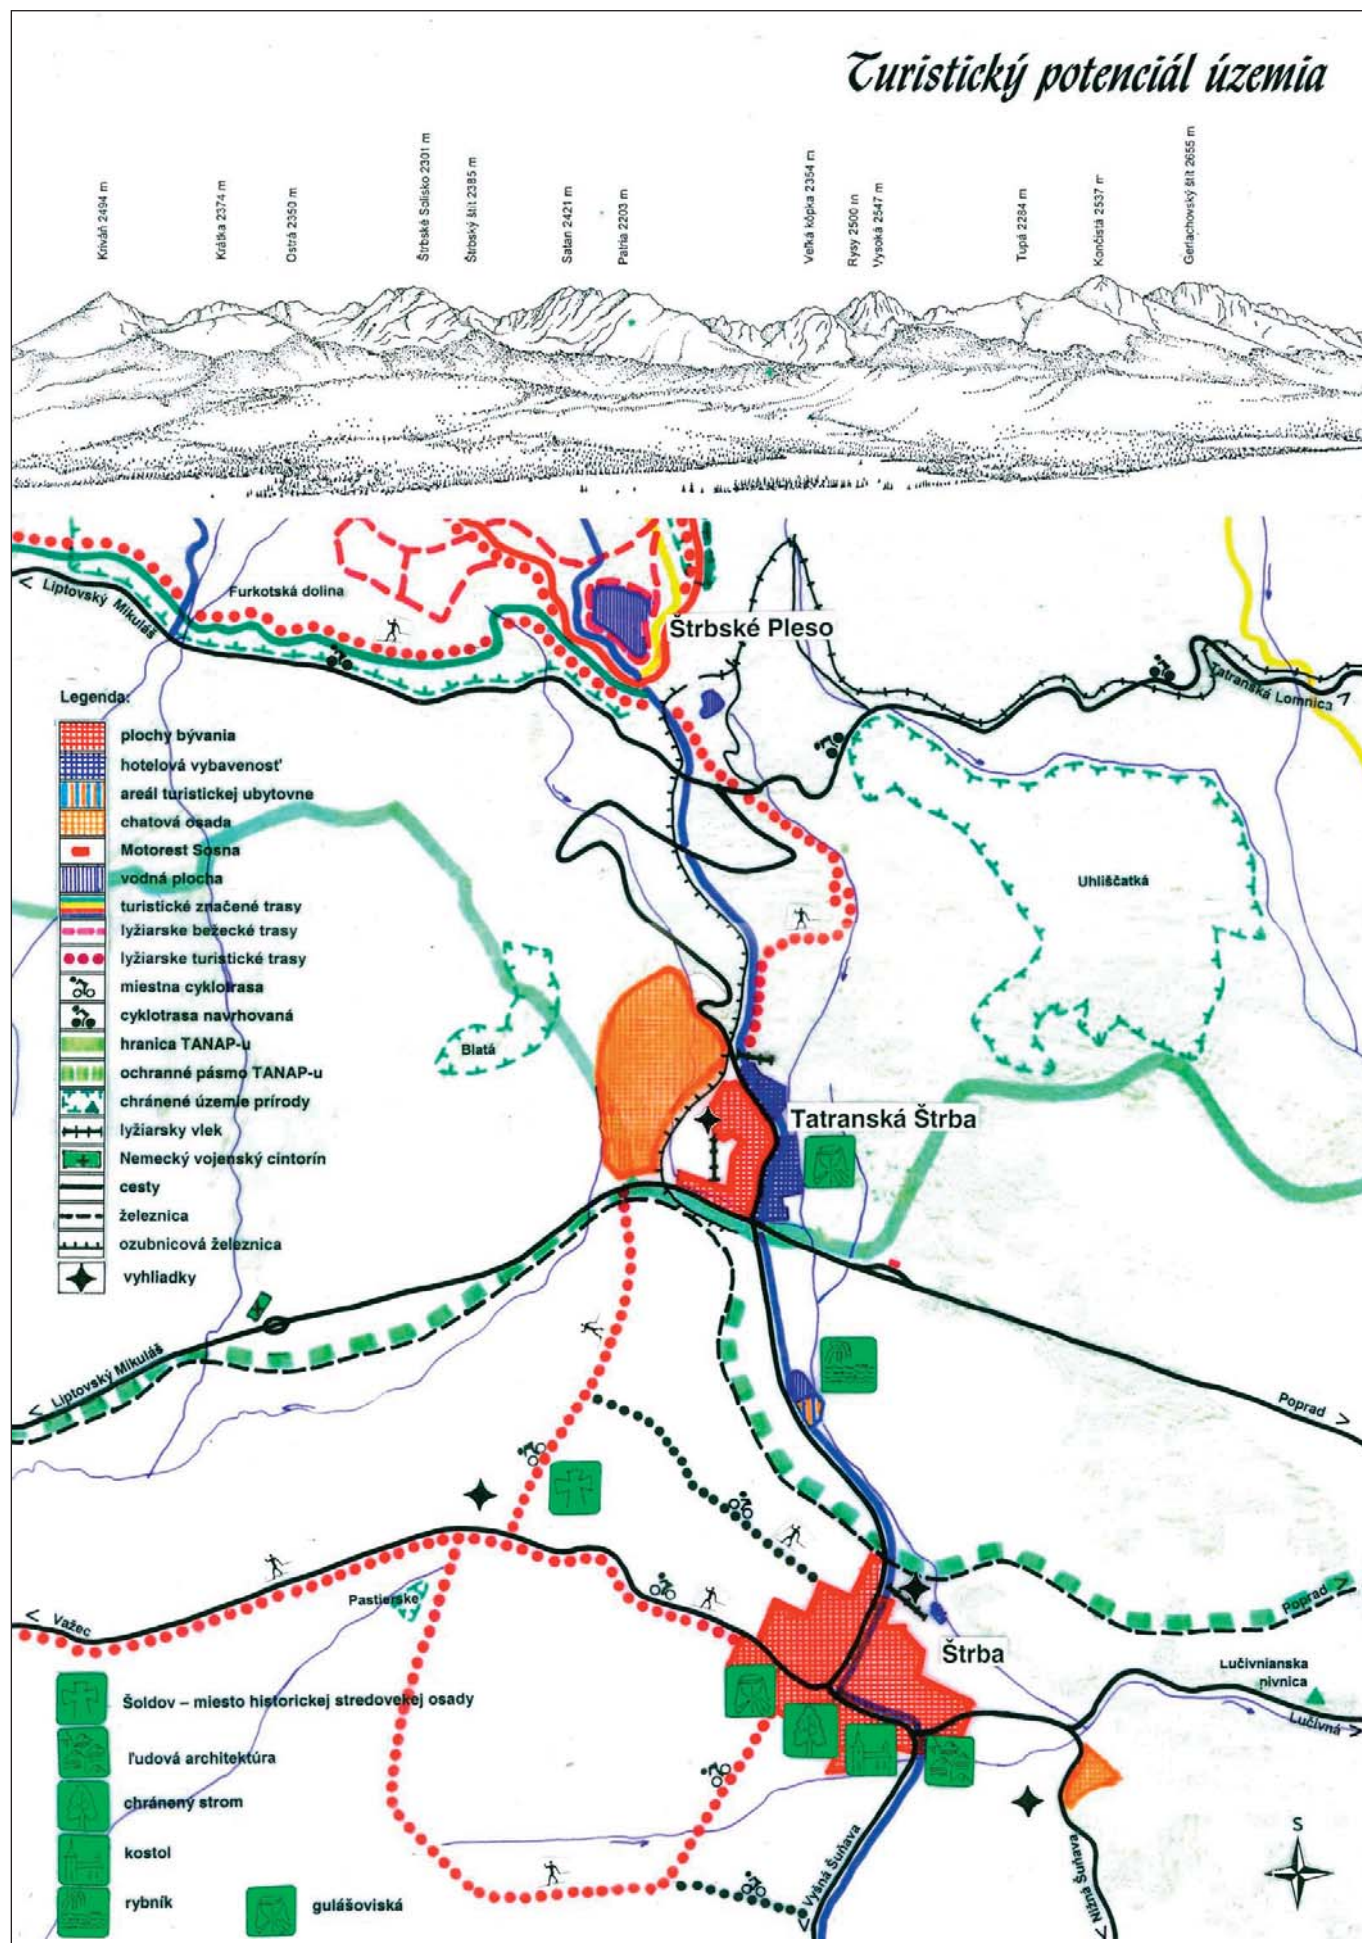 Turistický potenciál územia
Kriváň 2494 m
Krátka 2374 m
Ostrá 2350 m
Štrbské Solisko 2301 m
Štrbský štít 2385 m
Satan 2421 m
Patria 2203 m
Veľká kôpka 2354 m
Rysy 2500 m
Vysoká 2547 m
Tupá 2284 m
Končistá 2537 m
Gerlachovský štít 2655 m
Liptovský Mikuláš
Furkotská dolina
Štrbské Pleso
Tatranská Lomnica
Legenda:
plochy bývania
hotelová vybavenosť
areál turistickej ubytovne
chatová osada
Motorest Sosna
vodná plocha
turistické značené trasy
lyžiarske bežecké trasy
lyžiarske turistické trasy
miestna cyklotrasa
cyklotrasa navrhovaná
hranica TANAP-u
ochranné pásmo TANAP-u
chránené územie prírody
lyžiarsky vlek
Nemecký vojenský cintorín
cesty
železnica
ozubnicová železnica
vyhliadky
Uhliščatká
Blatá
Tatranská Štrba
Liptovský Mikuláš
Poprad
Pastierske
Važec
Poprad
Štrba
Lučivnianska
nivnica
Lučivná
Šoldov – miesto historickej stredovekej osady
ľudová architektúra
chránený strom
kostol
rybník
gulášoviská
Vyšná Šuňava
Nižná Šuňava
S